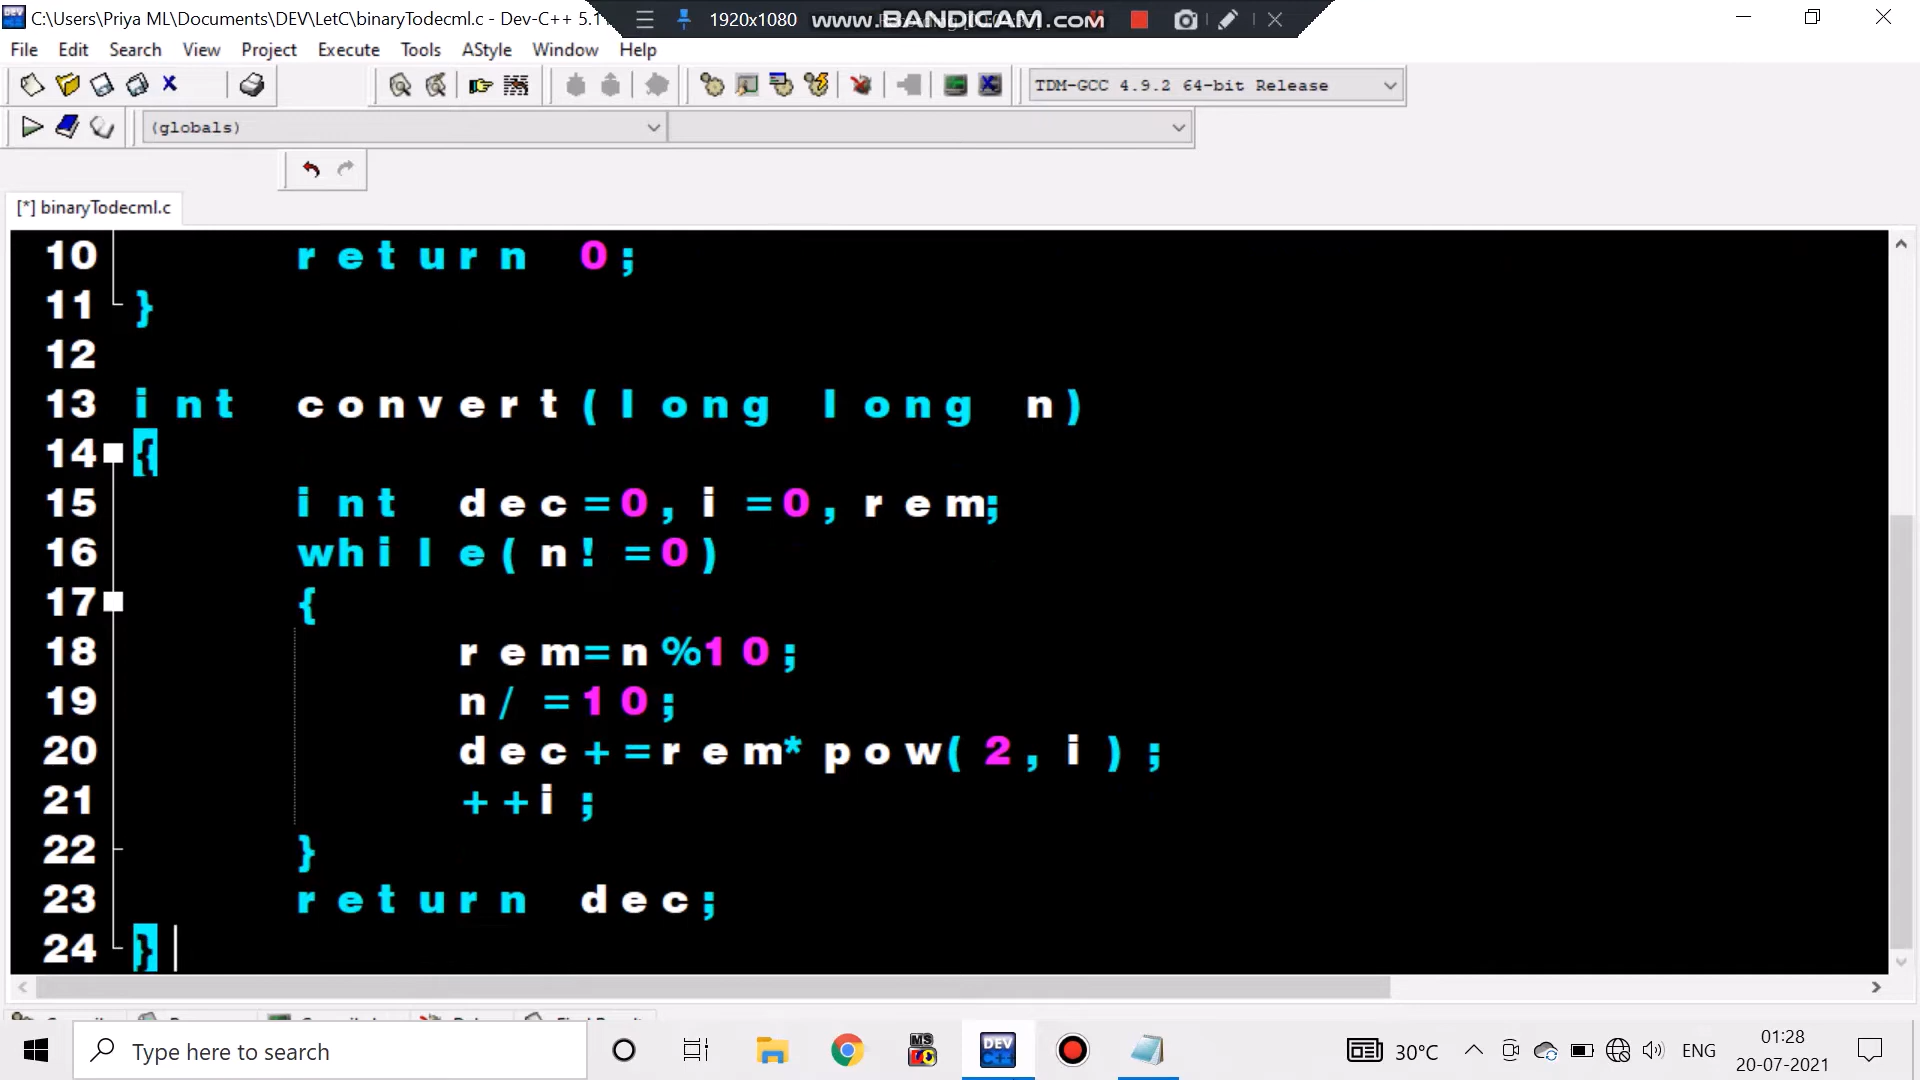 C:\Users\Priya ML\Documents\DEV\LetC\binaryTodecml.c - Dev-C++ 5.1
1920x1080
www.BANDICAM.com
File Edit Search View Project Execute Tools AStyle Window Help
TDM-GCC 4.9.2 64-bit Release
(globals)
[*] binaryTodecml.c
10 return 0;
11 }
12
13 int convert(long long n)
14 {
15 int dec=0,i=0,rem;
16 while(n!=0)
17 {
18 rem=n%10;
19 n/=10;
20 dec+=rem*pow(2,i);
21 ++i;
22 }
23 return dec;
24 }
Type here to search
MS
DEV
C++
30°C
ENG
01:28
20-07-2021